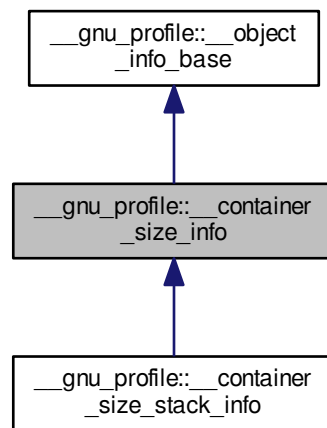 __gnu_profile::__object
_info_base
__gnu_profile::__container
_size_info
__gnu_profile::__container
_size_stack_info